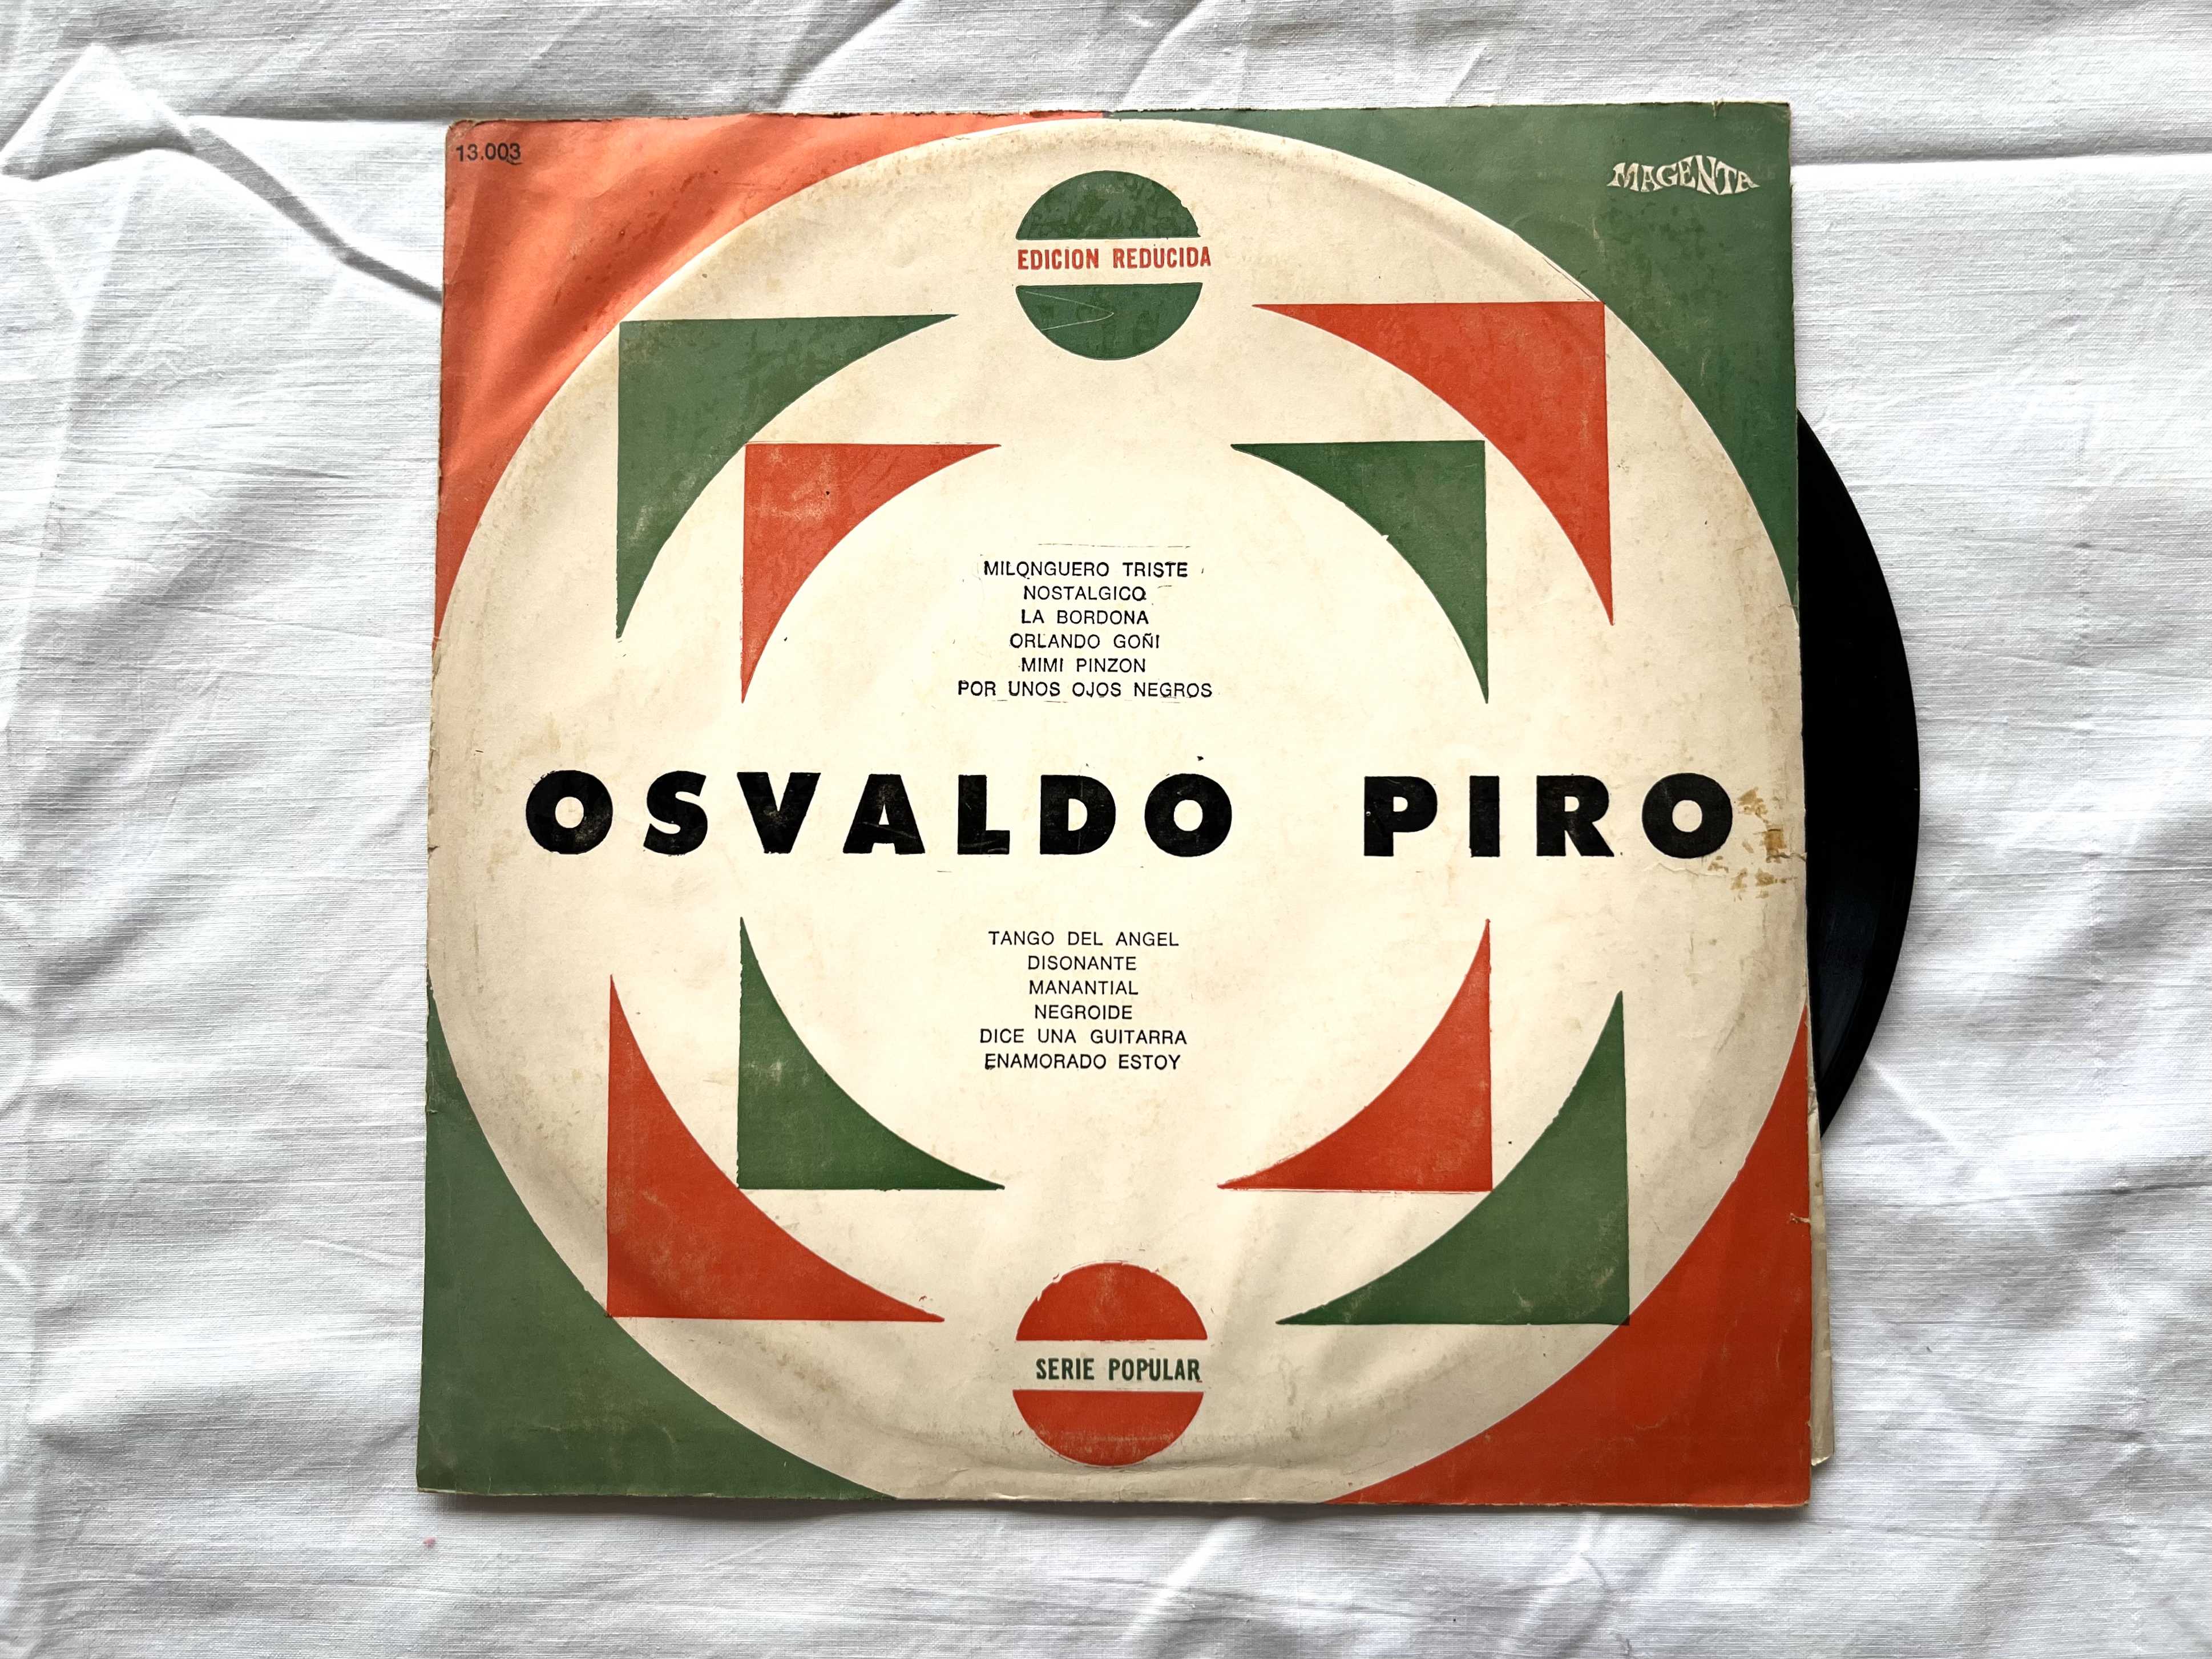 13.003
MAGENTA
EDICION REDUCIDA
MILONGUERO TRISTE
NOSTALGICO
LA BORDONA
ORLANDO GOÑI
MIMI PINZON
POR UNOS OJOS NEGROS
OSVALDO PIRO
TANGO DEL ANGEL
DISONANTE
MANANTIAL
NEGROIDE
DICE UNA GUITARRA
ENAMORADO ESTOY
SERIE POPULAR